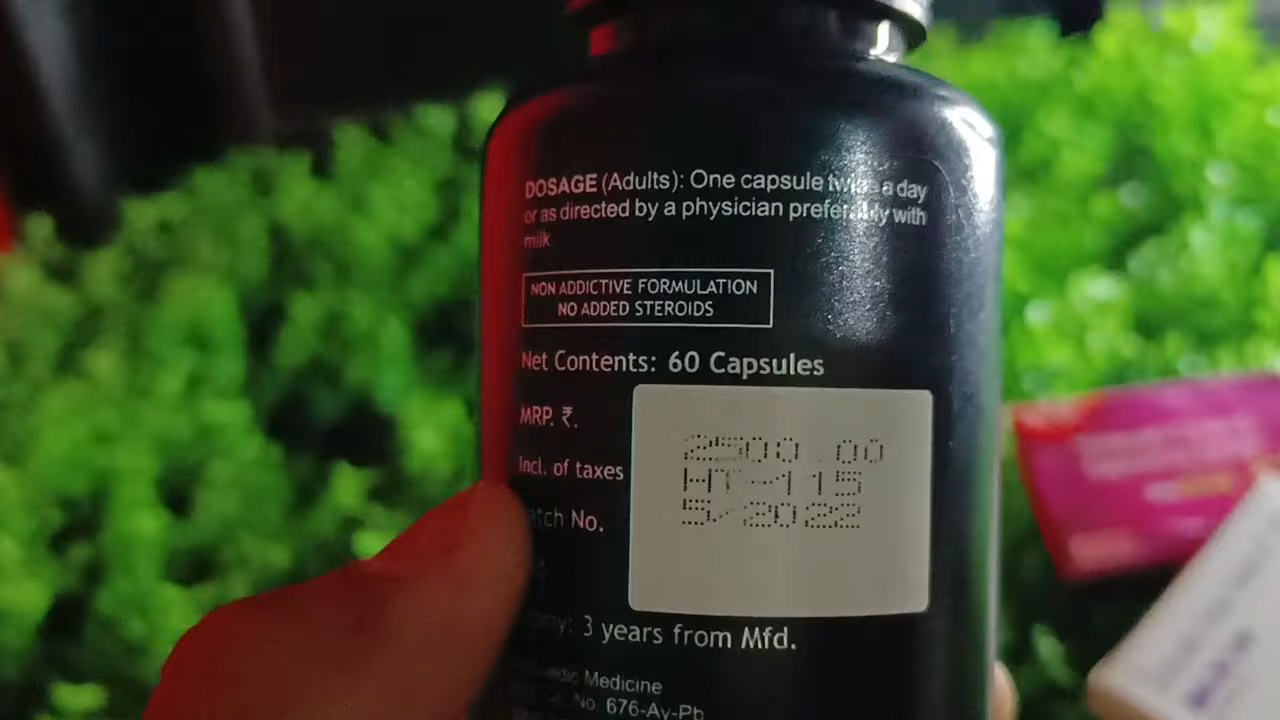 DOSAGE (Adults): One capsule twice a day
or as directed by a physician preferably with
milk
NON ADDICTIVE FORMULATION
NO ADDED STEROIDS
Net Contents: 60 Capsules
MRP. ₹.
2500.00
Incl. of taxes
HT-115
No.
5/2022
3 years from Mfd.
Medicine
No 676-Ay-Pb